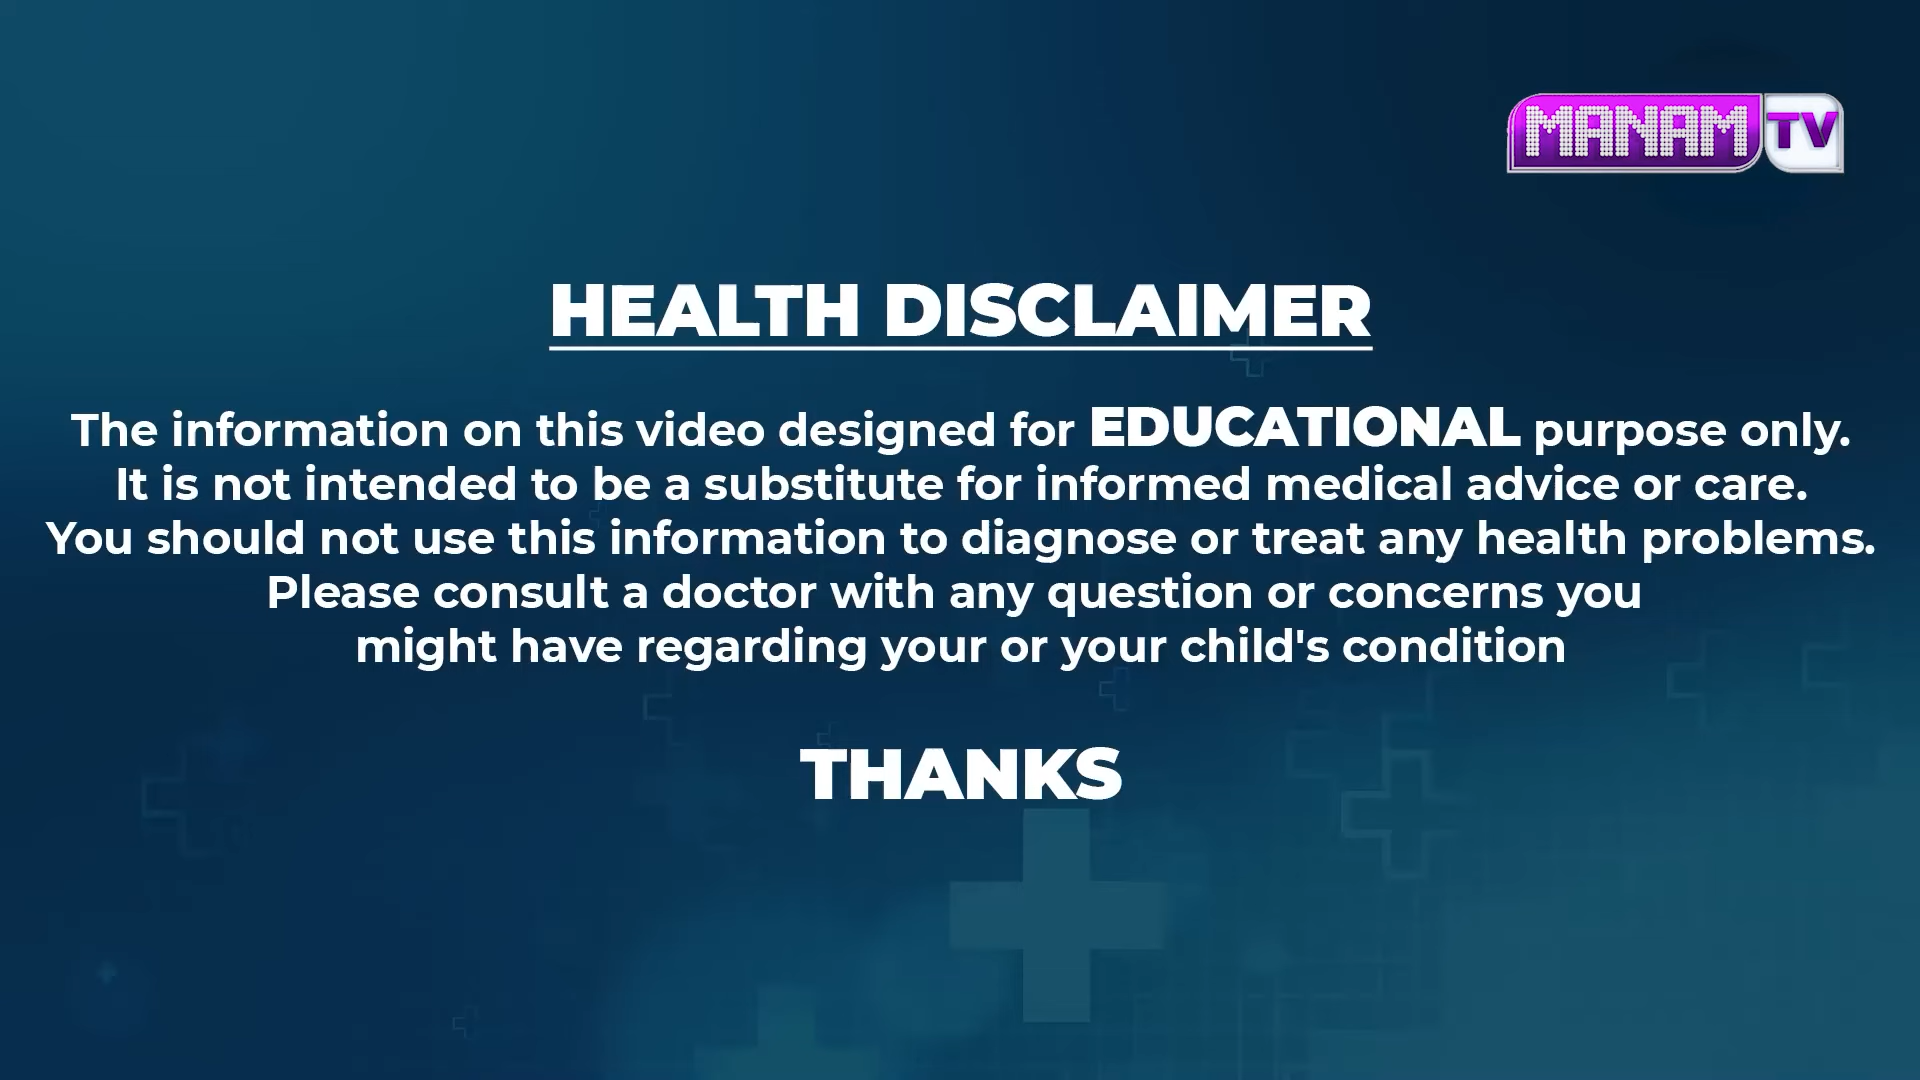 MANAM TV
HEALTH DISCLAIMER
The information on this video designed for EDUCATIONAL purpose only.
It is not intended to be a substitute for informed medical advice or care.
You should not use this information to diagnose or treat any health problems.
Please consult a doctor with any question or concerns you
might have regarding your or your child's condition
THANKS